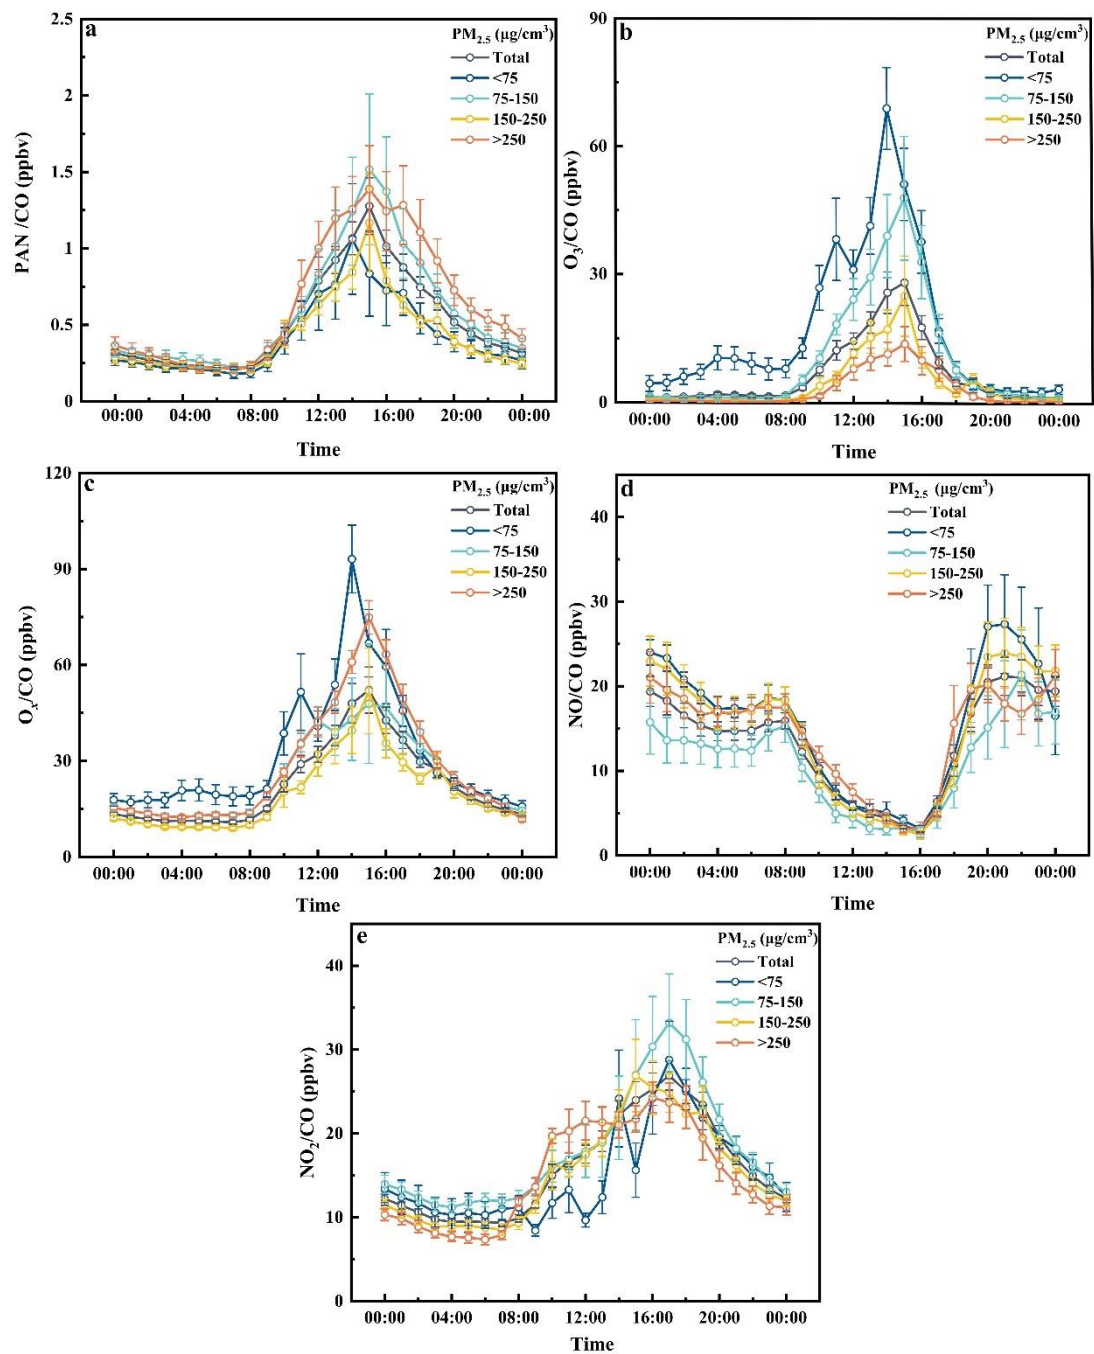 a
PM2.5 (μg/cm³)
Total
<75
75-150
150-250
>250
2.5
2
1.5
1
0.5
0
PAN /CO (ppbv)
00:00 04:00 08:00 12:00 16:00 20:00 00:00
Time
b
PM2.5 (μg/cm³)
Total
<75
75-150
150-250
>250
90
60
30
0
O3/CO (ppbv)
00:00 04:00 08:00 12:00 16:00 20:00 00:00
Time
c
PM2.5 (μg/cm³)
Total
<75
75-150
150-250
>250
120
90
60
30
0
Ox/CO (ppbv)
00:00 04:00 08:00 12:00 16:00 20:00 00:00
Time
d
PM2.5 (μg/cm³)
Total
<75
75-150
150-250
>250
40
30
20
10
0
NO/CO (ppbv)
00:00 04:00 08:00 12:00 16:00 20:00 00:00
Time
e
PM2.5 (μg/cm³)
Total
<75
75-150
150-250
>250
40
30
20
10
0
NO2/CO (ppbv)
00:00 04:00 08:00 12:00 16:00 20:00 00:00
Time